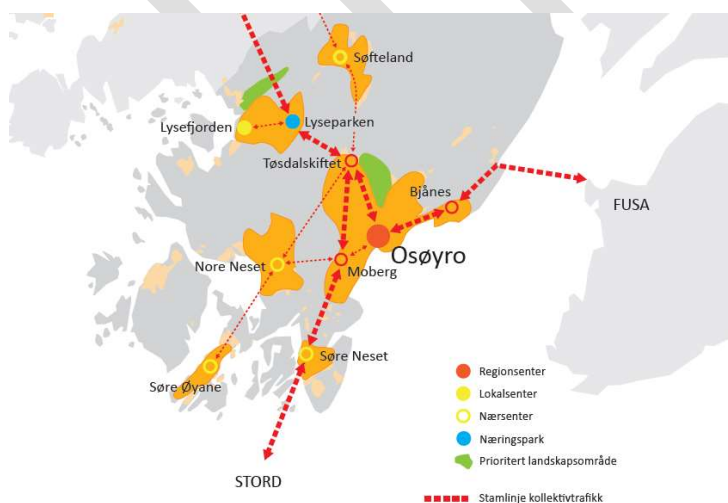 Søfteland
Lysefjorden
Lyseparken
Tøsdalskiftet
Bjånes
FUSA
Osøyro
Nore Neset
Moberg
Søre Neset
Søre Øyane
STORD
Regionsenter
Lokalsenter
Nærsenter
Næringspark
Prioritert landskapsområde
Stamlinje kollektivtrafikk